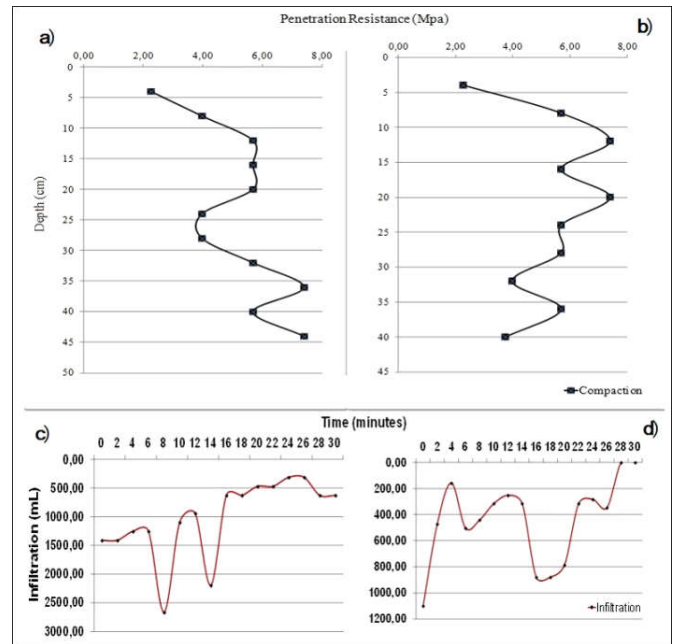 Penetration Resistance (Mpa)
a)
b)
0,00 2,00 4,00 6,00 8,00
0,00 2,00 4,00 6,00 8,00
Depth (cm)
0
5
10
15
20
25
30
35
40
45
50
0
5
10
15
20
25
30
35
40
45
Compaction
Time (minutes)
c)
d)
0 2 4 6 8 10 12 14 16 18 20 22 24 26 28 30
0 2 4 6 8 10 12 14 16 18 20 22 24 26 28 30
Infiltration (mL)
0,00
500,00
1000,00
1500,00
2000,00
2500,00
3000,00
0,00
200,00
400,00
600,00
800,00
1000,00
1200,00
Infiltration